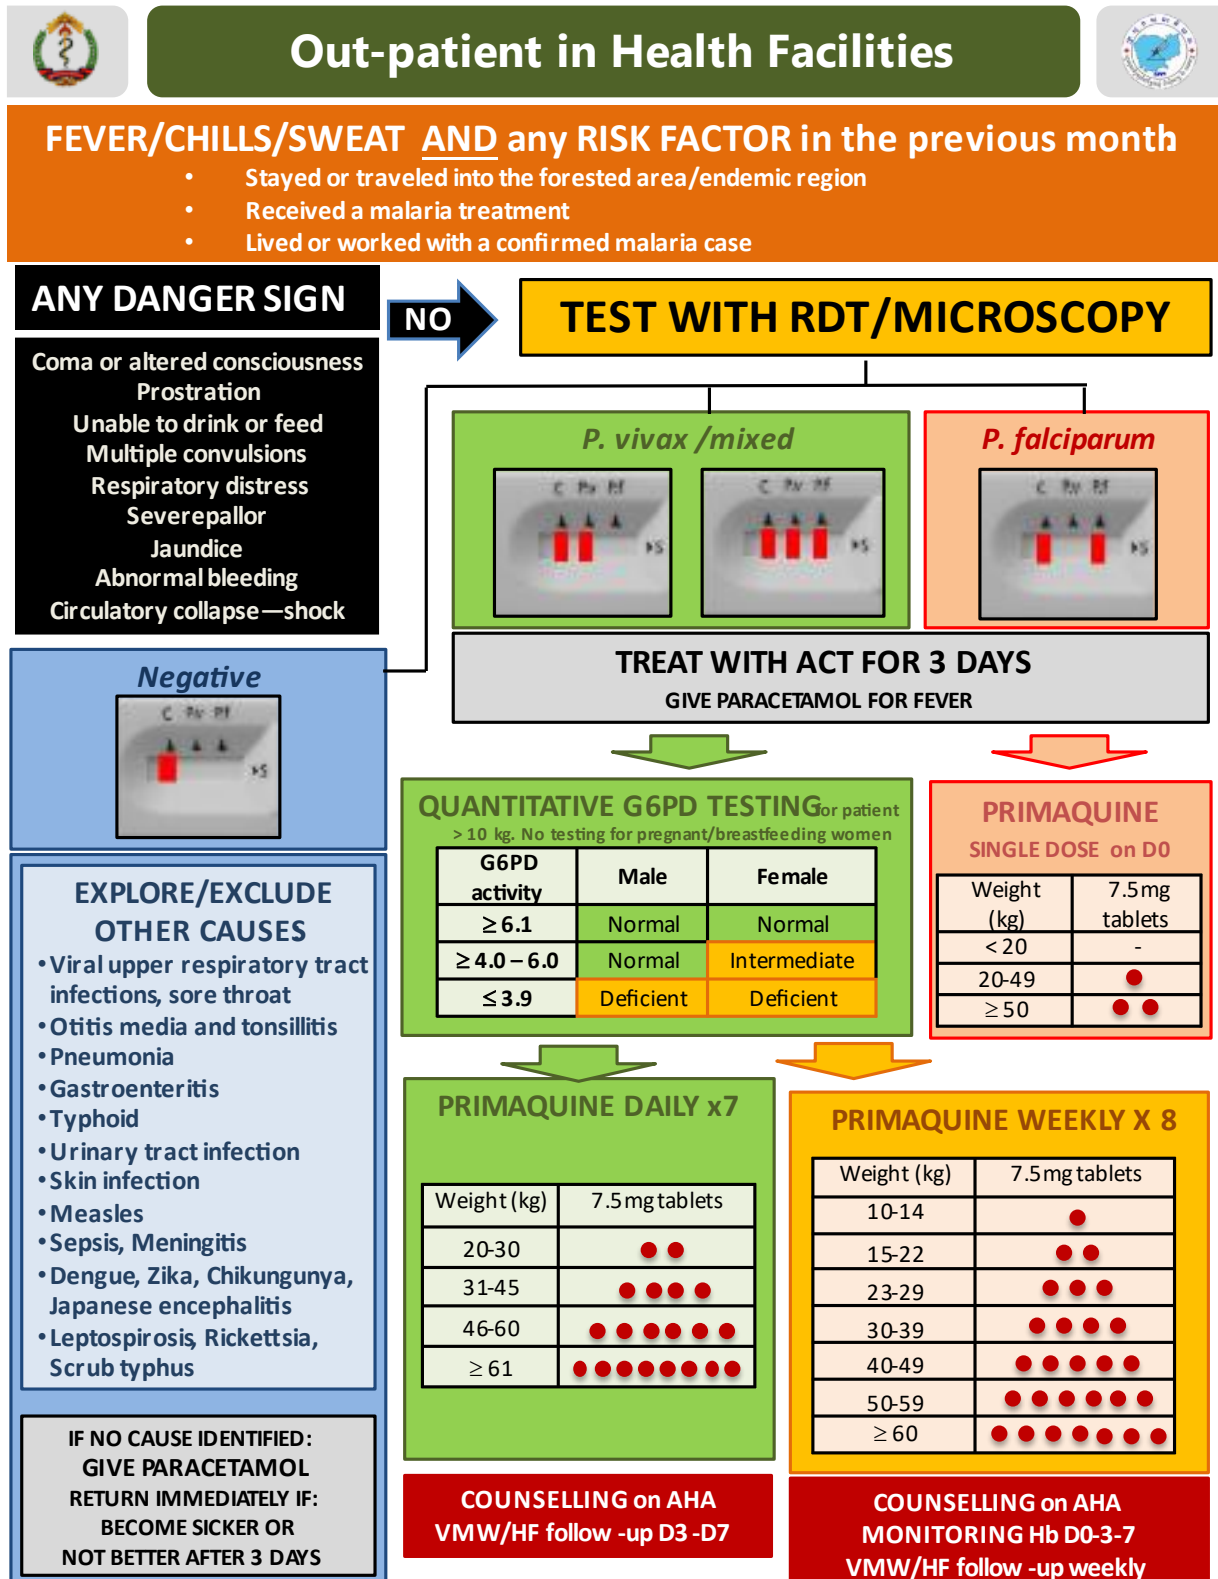 Out-patient in Health Facilities
FEVER/CHILLS/SWEAT AND any RISK FACTOR in the previous month:
• Stayed or traveled into the forested area/endemic region
• Received a malaria treatment
• Lived or worked with a confirmed malaria case
ANY DANGER SIGN
NO
TEST WITH RDT/MICROSCOPY
Coma or altered consciousness
Prostration
Unable to drink or feed
Multiple convulsions
Respiratory distress
Severepallor
Jaundice
Abnormal bleeding
Circulatory collapse—shock
P. vivax /mixed
C Pv Pf
S
C Pv Pf
S
P. falciparum
C Pv Pf
S
TREAT WITH ACT FOR 3 DAYS
GIVE PARACETAMOL FOR FEVER
Negative
C Pv Pf
S
EXPLORE/EXCLUDE
OTHER CAUSES
• Viral upper respiratory tract
infections, sore throat
• Otitis media and tonsillitis
• Pneumonia
• Gastroenteritis
• Typhoid
• Urinary tract infection
• Skin infection
• Measles
• Sepsis, Meningitis
• Dengue, Zika, Chikungunya,
Japanese encephalitis
• Leptospirosis, Rickettsia,
Scrub typhus
IF NO CAUSE IDENTIFIED:
GIVE PARACETAMOL
RETURN IMMEDIATELY IF:
BECOME SICKER OR
NOT BETTER AFTER 3 DAYS
QUANTITATIVE G6PD TESTING for patient
> 10 kg. No testing for pregnant/breastfeeding women
G6PD activity Male Female
≥ 6.1 Normal Normal
≥ 4.0 – 6.0 Normal Intermediate
≤ 3.9 Deficient Deficient
PRIMAQUINE
SINGLE DOSE on D0
Weight (kg) 7.5mg tablets
< 20 -
20-49
≥ 50
PRIMAQUINE DAILY x7
Weight (kg) 7.5mg tablets
20-30
31-45
46-60
≥ 61
COUNSELLING on AHA
VMW/HF follow -up D3 -D7
PRIMAQUINE WEEKLY X 8
Weight (kg) 7.5mg tablets
10-14
15-22
23-29
30-39
40-49
50-59
≥ 60
COUNSELLING on AHA
MONITORING Hb D0-3-7
VMW/HF follow -up weekly